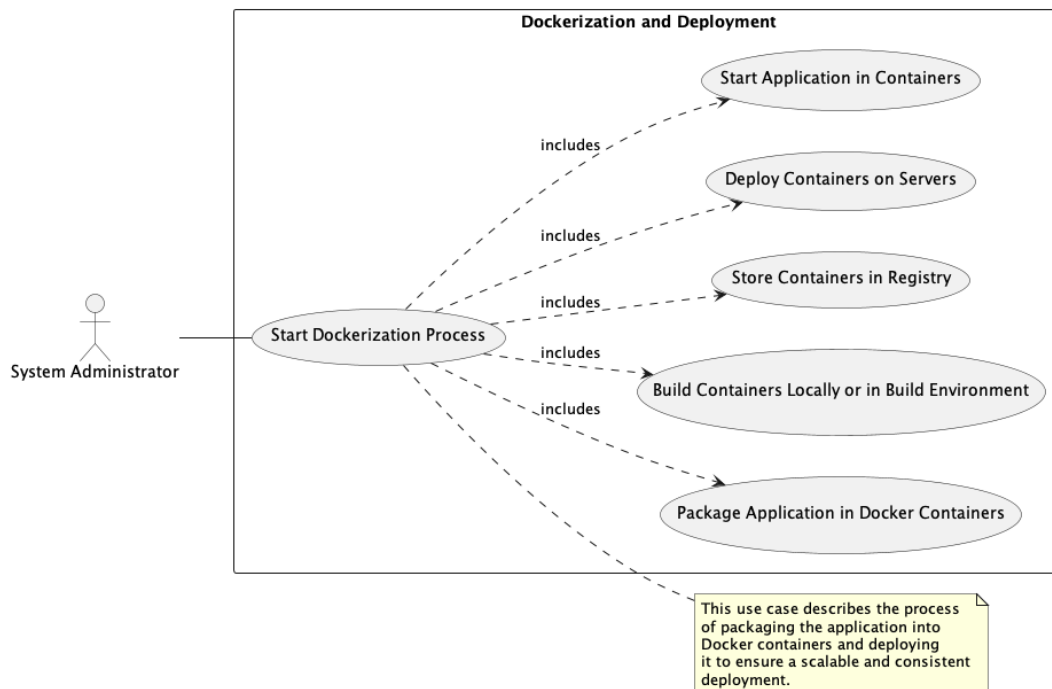 Dockerization and Deployment
Start Application in Containers
includes
Deploy Containers on Servers
includes
Store Containers in Registry
includes
Start Dockerization Process
includes
System Administrator
Build Containers Locally or in Build Environment
includes
Package Application in Docker Containers
This use case describes the process
of packaging the application into
Docker containers and deploying
it to ensure a scalable and consistent
deployment.